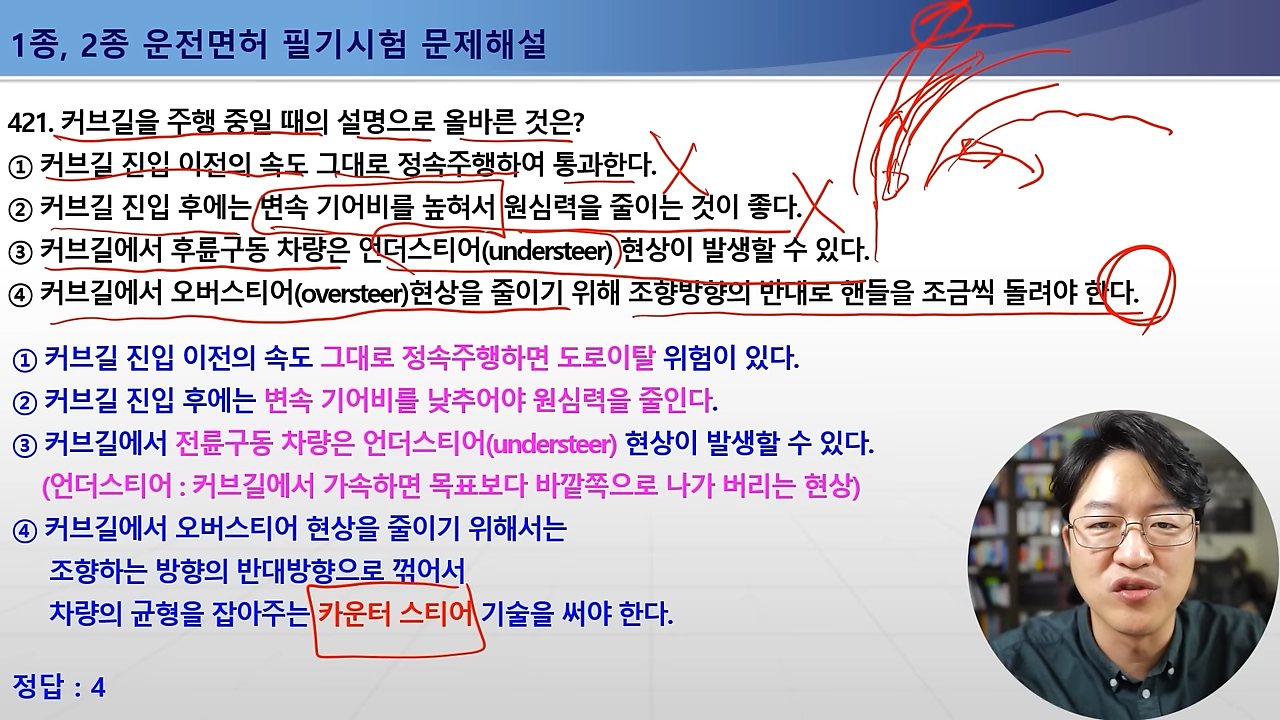 1종, 2종 운전면허 필기시험 문제해설
421. 커브길을 주행 중일 때의 설명으로 올바른 것은?
① 커브길 진입 이전의 속도 그대로 정속주행하여 통과한다.
② 커브길 진입 후에는 변속 기어비를 높혀서 원심력을 줄이는 것이 좋다.
③ 커브길에서 후륜구동 차량은 언더스티어(understeer) 현상이 발생할 수 있다.
④ 커브길에서 오버스티어(oversteer)현상을 줄이기 위해 조향방향의 반대로 핸들을 조금씩 돌려야 한다.
① 커브길 진입 이전의 속도 그대로 정속주행하면 도로이탈 위험이 있다.
② 커브길 진입 후에는 변속 기어비를 낮추어야 원심력을 줄인다.
③ 커브길에서 전륜구동 차량은 언더스티어(understeer) 현상이 발생할 수 있다.
(언더스티어 : 커브길에서 가속하면 목표보다 바깥쪽으로 나가 버리는 현상)
④ 커브길에서 오버스티어 현상을 줄이기 위해서는
조향하는 방향의 반대방향으로 꺾어서
차량의 균형을 잡아주는 카운터 스티어 기술을 써야 한다.
정답 : 4